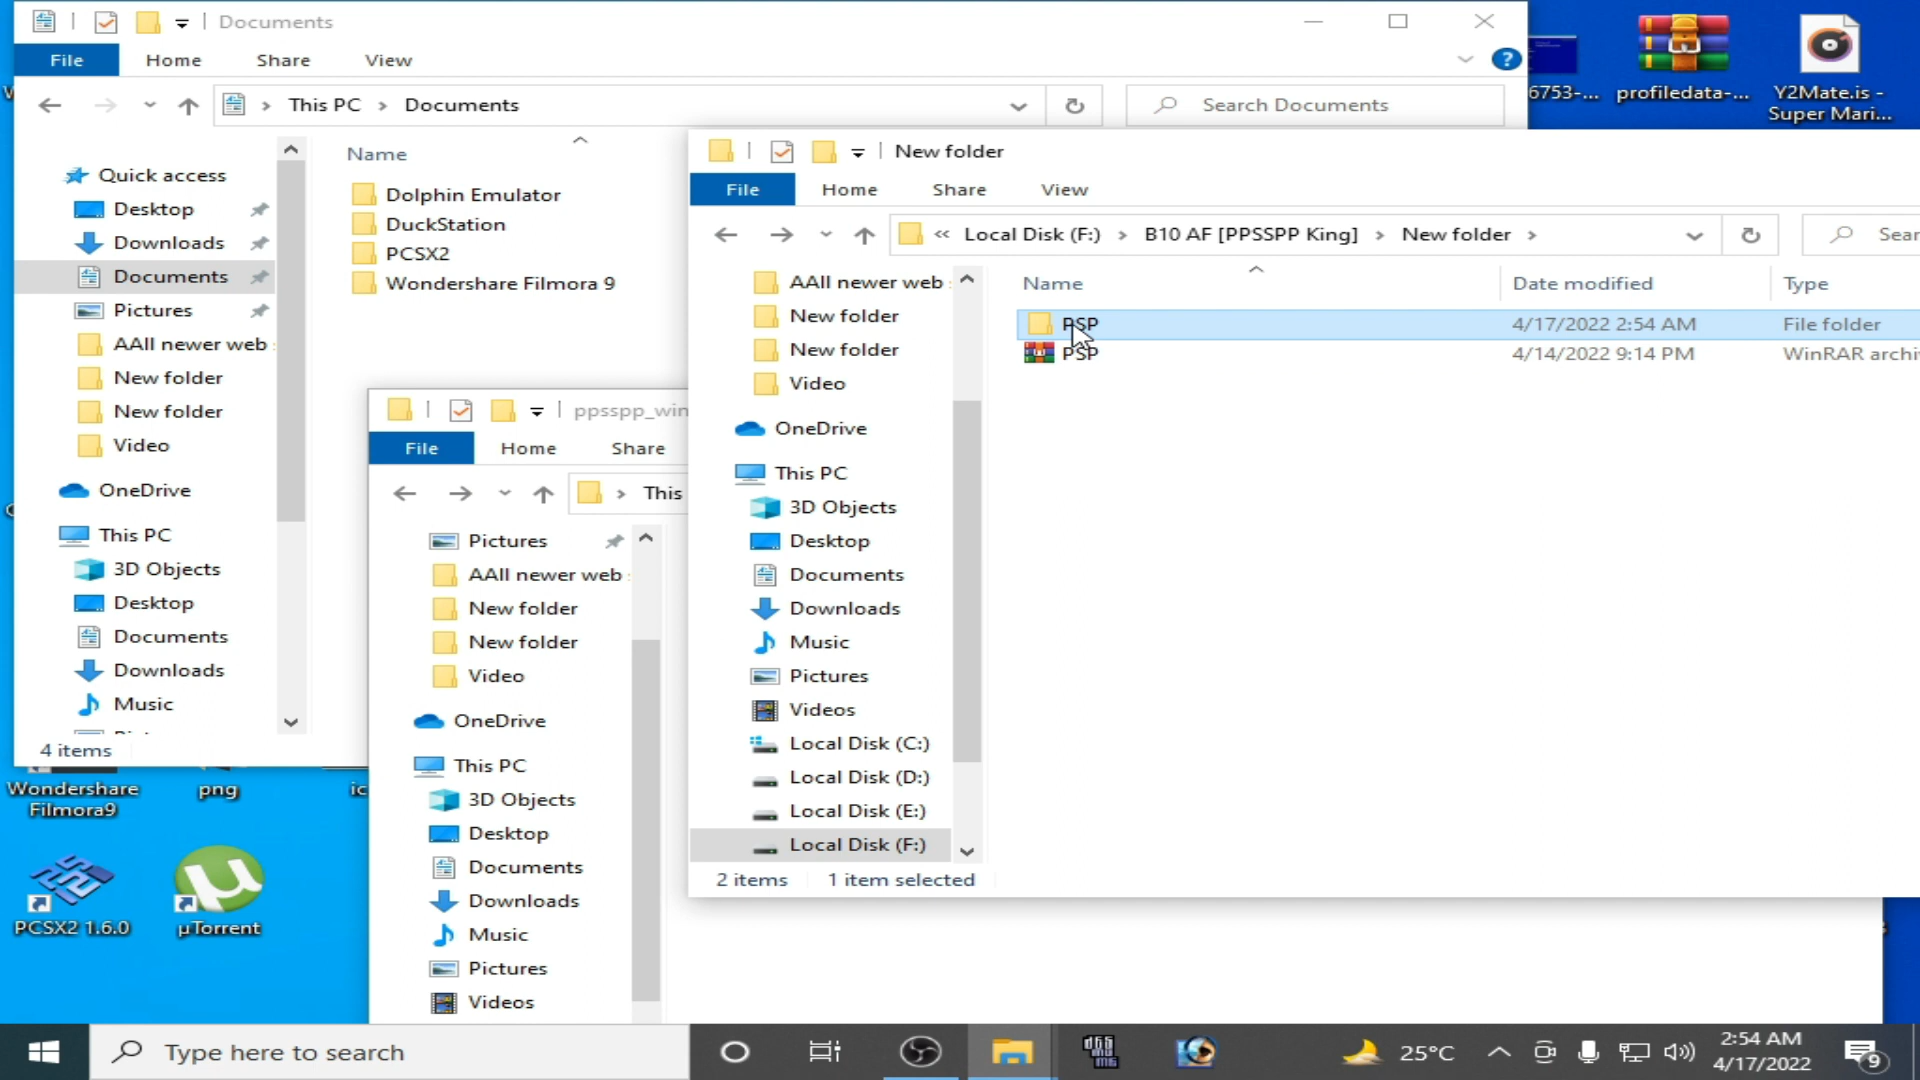 Documents
File
Home
Share
View
This PC
Documents
Search Documents
Name
Quick access
Desktop
Downloads
Documents
Pictures
AAll newer web
New folder
New folder
Video
OneDrive
This PC
3D Objects
Desktop
Documents
Downloads
Music
4 items
Dolphin Emulator
DuckStation
PCSX2
Wondershare Filmora 9
6753-...
profiledata-...
Y2Mate.is -
Super Mari...
New folder
File
Home
Share
View
Local Disk (F:)
B10 AF [PPSSPP King]
New folder
Sear
Name
Date modified
Type
PSP
4/17/2022 2:54 AM
File folder
PSP
4/14/2022 9:14 PM
WinRAR archi
AAll newer web
New folder
New folder
Video
OneDrive
This PC
3D Objects
Desktop
Documents
Downloads
Music
Pictures
Videos
Local Disk (C:)
Local Disk (D:)
Local Disk (E:)
Local Disk (F:)
2 items
1 item selected
ppsspp_win
File
Home
Share
This
Pictures
AAll newer web
New folder
New folder
Video
OneDrive
This PC
3D Objects
Desktop
Documents
Downloads
Music
Pictures
Videos
Wondershare
Filmora9
png
ic
PCSX2 1.6.0
µTorrent
Type here to search
25°C
2:54 AM
4/17/2022
9